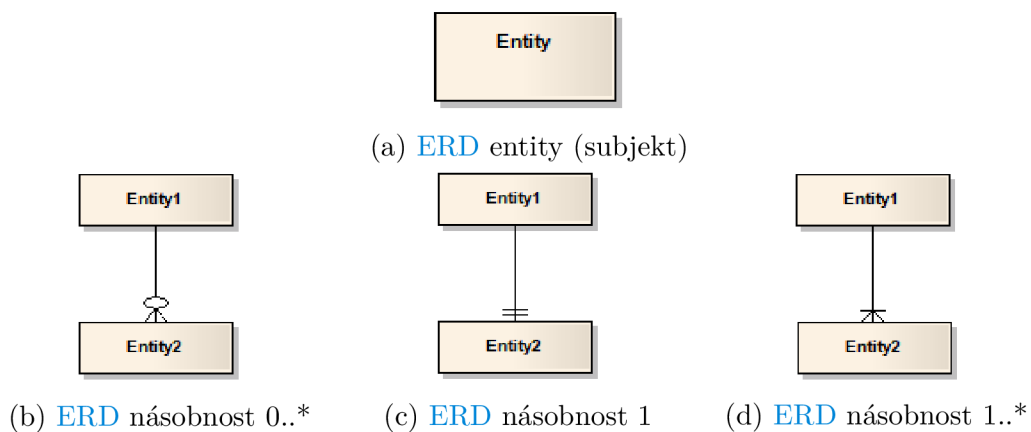 Entity
(a) ERD entity (subjekt)
Entity1
Entity1
Entity1
Entity2
Entity2
Entity2
(b) ERD násobnost 0..*
(c) ERD násobnost 1
(d) ERD násobnost 1..*